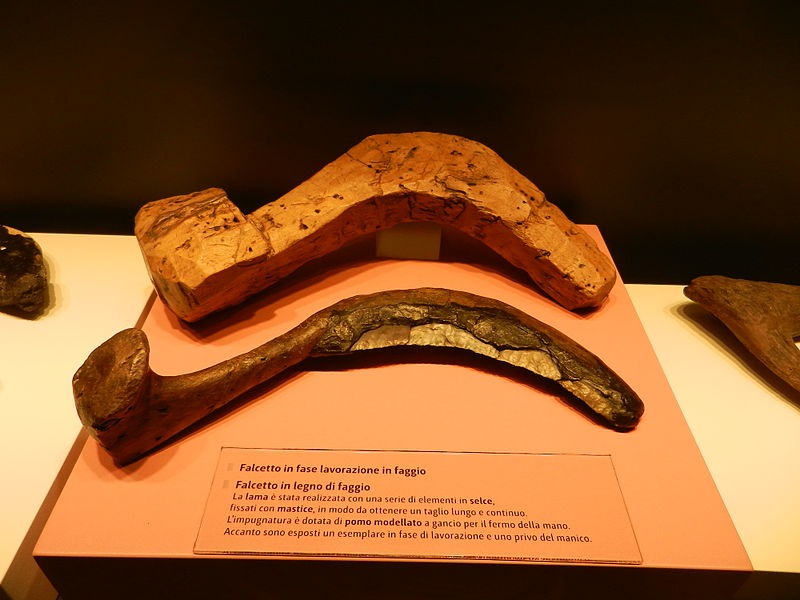 Falcetto in fase lavorazione in faggio
Falcetto in legno di faggio
La lama è stata realizzata con una serie di elementi in selce,
fissati con mastice, in modo da ottenere un taglio lungo e continuo.
L'impugnatura è dotata di pomo modellato a gancio per il fermo della mano.
Accanto sono esposti un esemplare in fase di lavorazione e uno privo del manico.